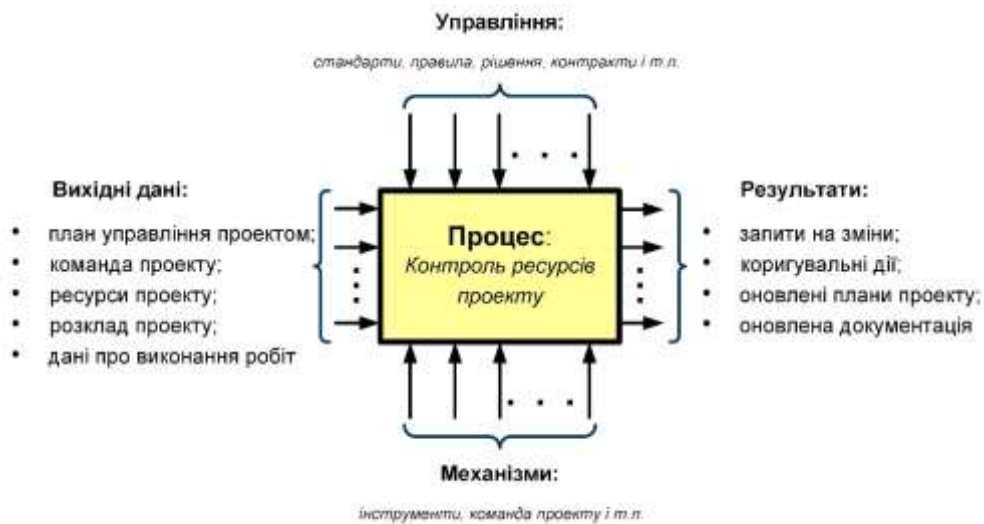 Управління:
стандарти, правила, рішення, контракти і т.п.
Вихідні дані:
• план управління проектом;
• команда проекту;
• ресурси проекту;
• розклад проекту;
• дані про виконання робіт
Процес:
Контроль ресурсів
проекту
Результати:
• запити на зміни;
• коригувальні дії;
• оновлені плани проекту;
• оновлена документація
Механізми:
інструменти, команда проекту і т.п.